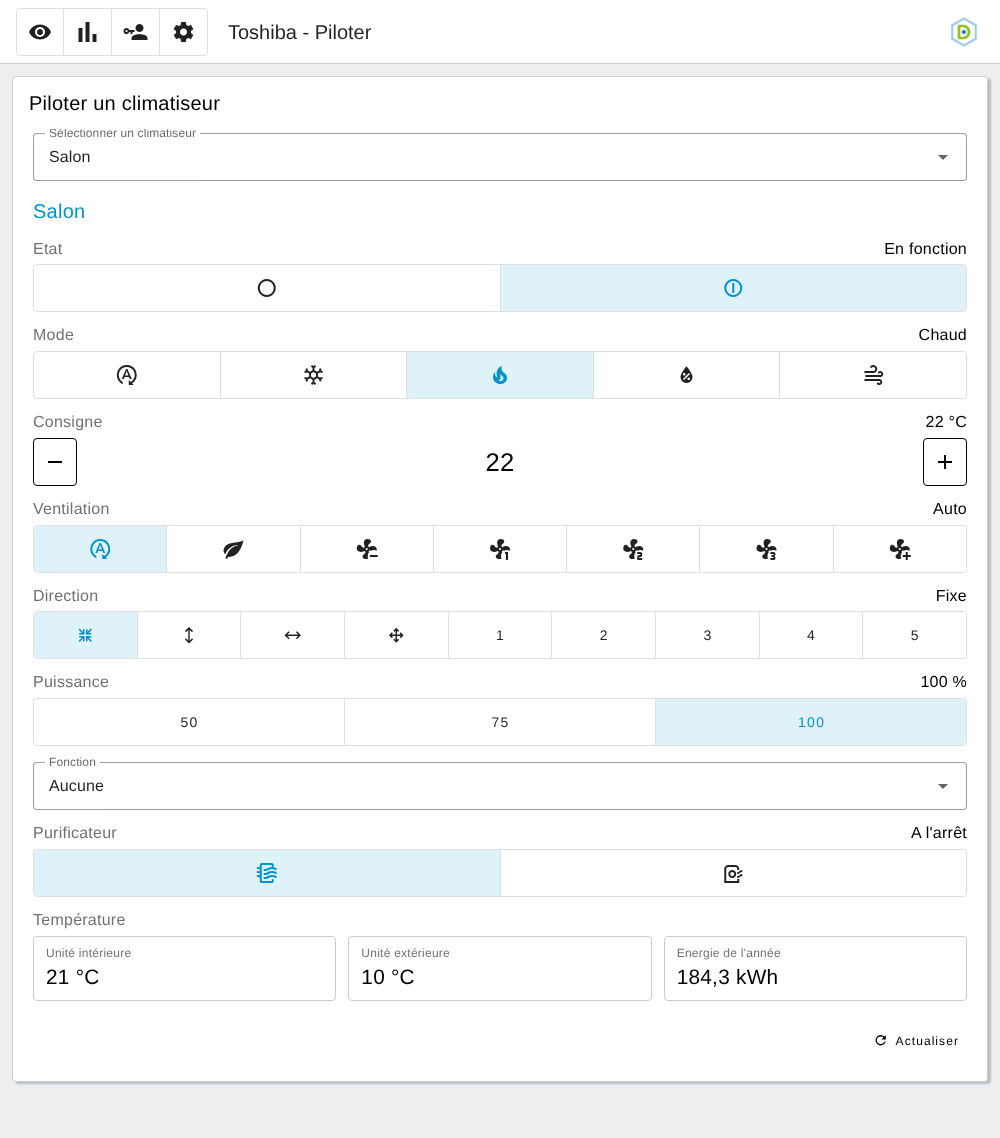 Toshiba - Piloter
Piloter un climatiseur
Sélectionner un climatiseur
Salon
Salon
Etat En fonction
Mode Chaud
Consigne 22 °C
22
Ventilation Auto
Direction Fixe
1 2 3 4 5
Puissance 100 %
50 75 100
Fonction
Aucune
Purificateur A l'arrêt
Température
Unité intérieure Unité extérieure Energie de l'année
21 °C 10 °C 184,3 kWh
Actualiser